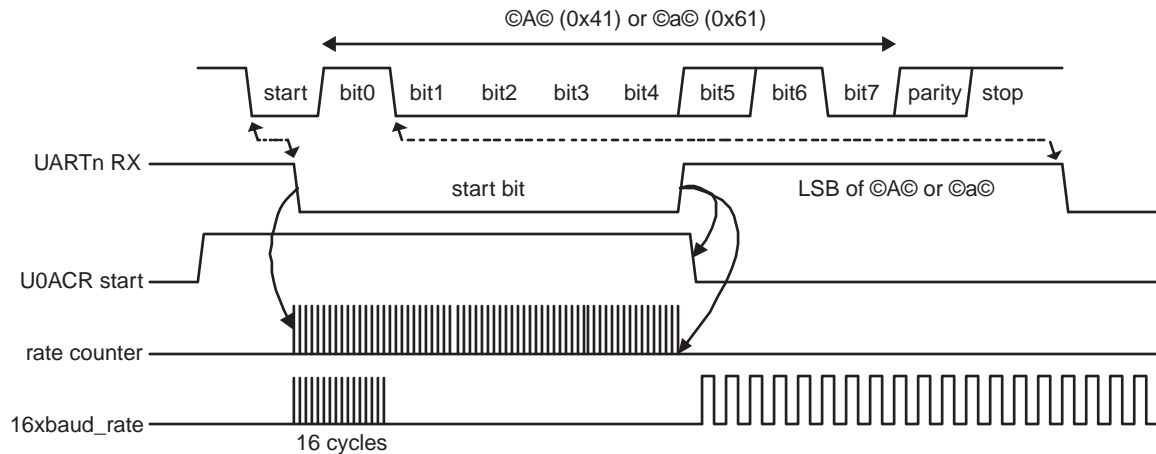 ©A© (0x41) or ©a© (0x61)
start bit0 bit1 bit2 bit3 bit4 bit5 bit6 bit7 parity stop
UARTn RX
start bit
LSB of ©A© or ©a©
U0ACR start
rate counter
16xbaud_rate
16 cycles